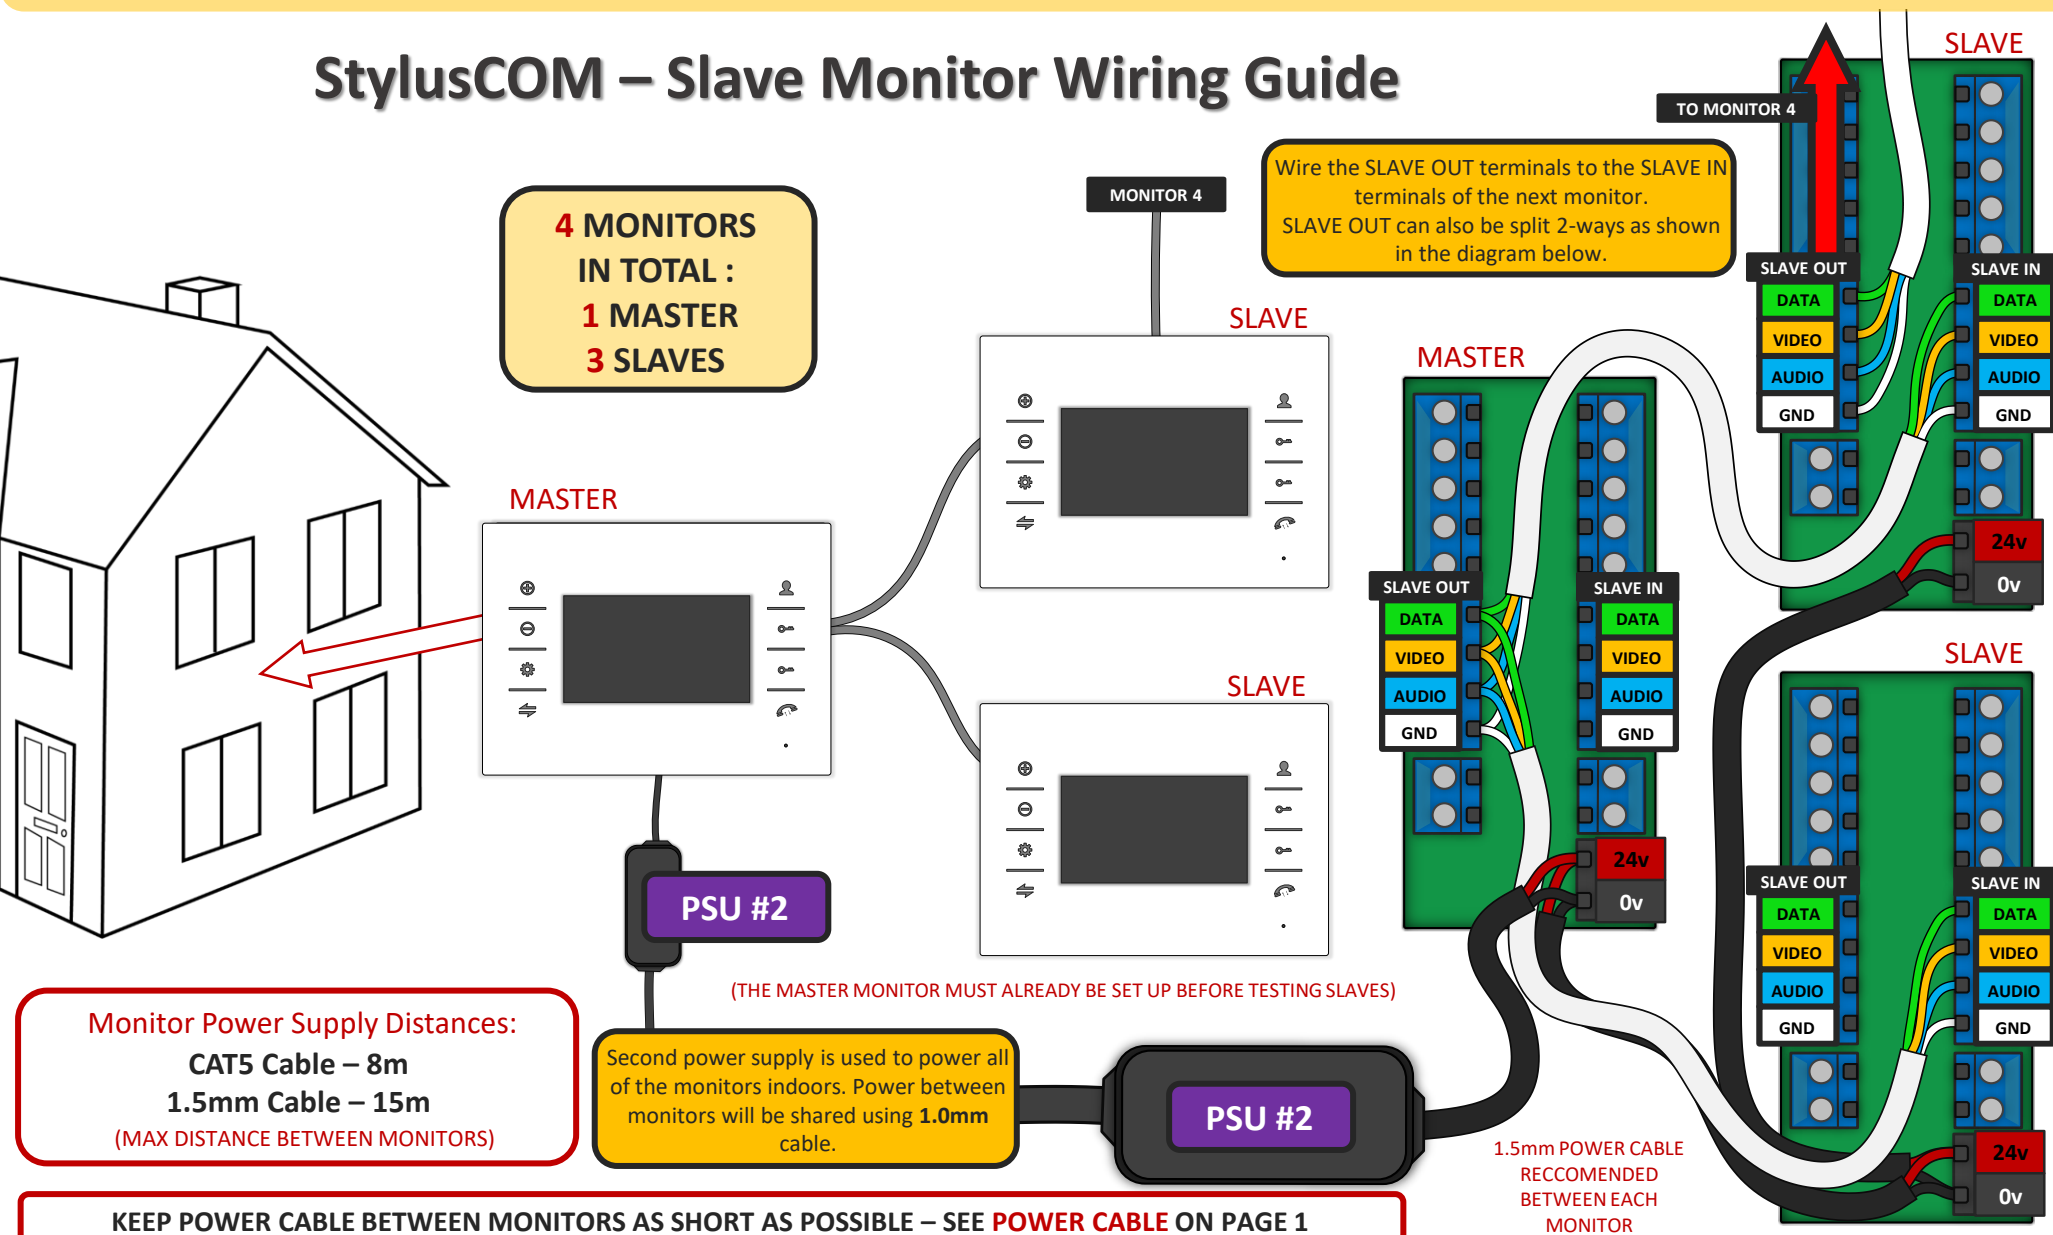 StylusCOM – Slave Monitor Wiring Guide
4 MONITORS
IN TOTAL :
1 MASTER
3 SLAVES
MONITOR 4
Wire the SLAVE OUT terminals to the SLAVE IN
terminals of the next monitor.
SLAVE OUT can also be split 2-ways as shown
in the diagram below.
TO MONITOR 4
SLAVE
SLAVE OUT
DATA
VIDEO
AUDIO
GND
SLAVE IN
DATA
VIDEO
AUDIO
GND
24v
0v
MASTER
SLAVE
SLAVE
MASTER
SLAVE OUT
DATA
VIDEO
AUDIO
GND
SLAVE IN
DATA
VIDEO
AUDIO
GND
24v
0v
SLAVE
SLAVE OUT
DATA
VIDEO
AUDIO
GND
SLAVE IN
DATA
VIDEO
AUDIO
GND
24v
0v
PSU #2
(THE MASTER MONITOR MUST ALREADY BE SET UP BEFORE TESTING SLAVES)
Monitor Power Supply Distances:
CAT5 Cable – 8m
1.5mm Cable – 15m
(MAX DISTANCE BETWEEN MONITORS)
Second power supply is used to power all
of the monitors indoors. Power between
monitors will be shared using 1.0mm
cable.
PSU #2
1.5mm POWER CABLE
RECCOMENDED
BETWEEN EACH
MONITOR
KEEP POWER CABLE BETWEEN MONITORS AS SHORT AS POSSIBLE – SEE POWER CABLE ON PAGE 1